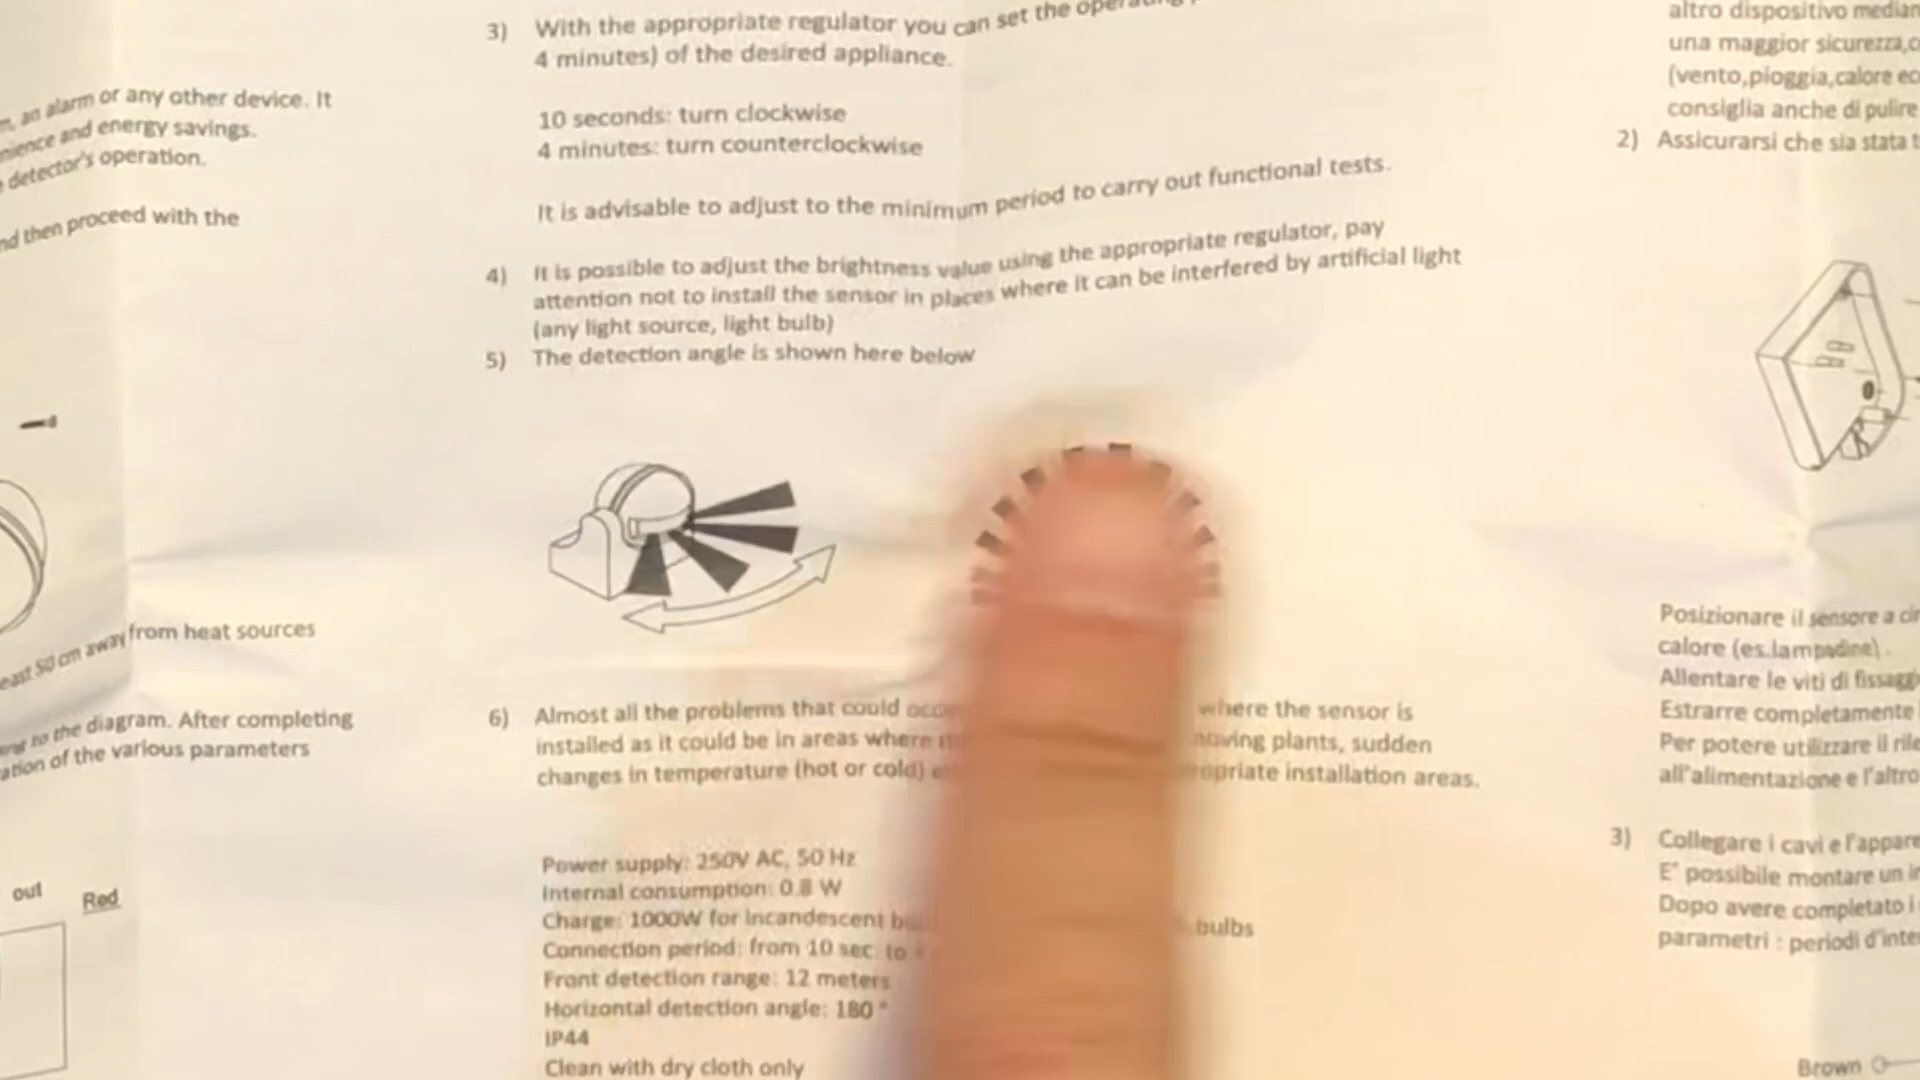 an alarm or any other device. It
and energy savings.
detector's operation.
then proceed with the
from heat sources
50 cm away
to the diagram. After completing
of the various parameters
out
Red
3) With the appropriate regulator you can set the
4 minutes) of the desired appliance.
10 seconds: turn clockwise
4 minutes: turn counterclockwise
It is advisable to adjust to the minimum period to carry out functional tests.
4) It is possible to adjust the brightness value using the appropriate regulator, pay
attention not to install the sensor in places where it can be interfered by artificial light
(any light source, light bulb)
5) The detection angle is shown here below
6) Almost all the problems that could where the sensor is
installed as it could be in areas where plants, sudden
changes in temperature (hot or cold) installation areas.
Power supply: 250V AC, 50 Hz
Internal consumption: 0.8 W
Charge: 1000W for Incandescent bulbs
Connection period: from 10 sec to
Front detection range: 12 meters
Horizontal detection angle: 180°
IP44
Clean with dry cloth only
altro dispositivo
una maggior sicurezza,
(vento,pioggia,calore
consiglia anche di pulire
2) Assicurarsi che sia stata
Posizionare il sensore a
calore (es.lampadine) .
Allentare le viti di
Estrarre completamente
Per potere utilizzare il
all'alimentazione e l'altro
3) Collegare i cavi e
E' possibile montare un
Dopo avere completato i
parametri : periodi
Brown